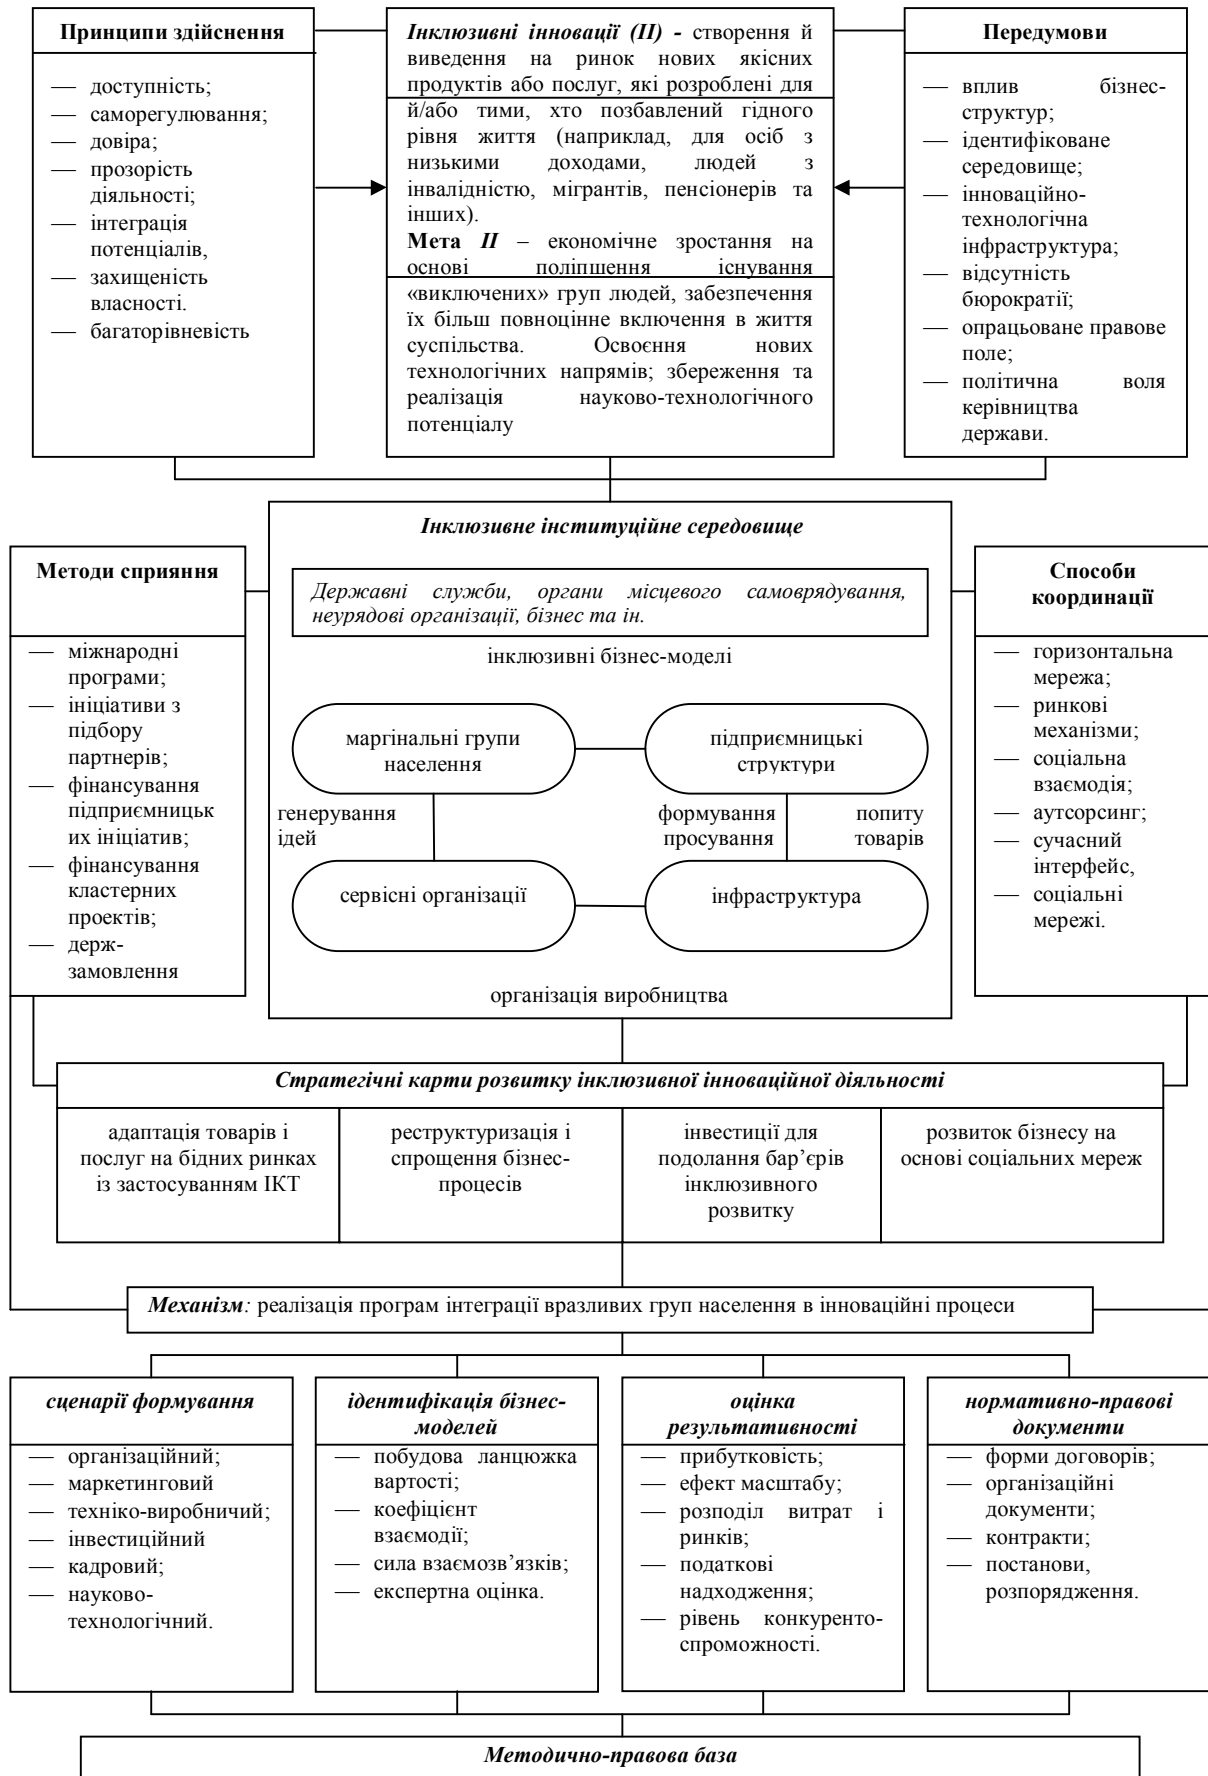 Принципи здійснення
— доступність;
— саморегулювання;
— довіра;
— прозорість
діяльності;
— інтеграція
потенціалів,
— захищеність
власності.
— багаторівневість
Інклюзивні інновації (ІІ) - створення й
виведення на ринок нових якісних
продуктів або послуг, які розроблені для
й/або тими, хто позбавлений гідного
рівня життя (наприклад, для осіб з
низькими доходами, людей з
інвалідністю, мігрантів, пенсіонерів та
інших).
Мета ІІ – економічне зростання на
основі поліпшення існування
«виключених» груп людей, забезпечення
їх більш повноцінне включення в життя
суспільства. Освоєння нових
технологічних напрямів; збереження та
реалізація науково-технологічного
потенціалу
Передумови
— вплив бізнес-
структур;
— ідентифіковане
середовище;
— інноваційно-
технологічна
інфраструктура;
— відсутність
бюрократії;
— опрацьоване правове
поле;
— політична воля
керівництва
держави.
Інклюзивне інституційне середовище
Державні служби, органи місцевого самоврядування,
неурядові організації, бізнес та ін.
інклюзивні бізнес-моделі
маргінальні групи
населення
підприємницькі
структури
генерування
ідей
формування попиту
просування товарів
сервісні організації
інфраструктура
організація виробництва
Методи сприяння
— міжнародні
програми;
— ініціативи з
підбору
партнерів;
— фінансування
підприємницьк
их ініціатив;
— фінансування
кластерних
проектів;
— держ-
замовлення
Способи
координації
— горизонтальна
мережа;
— ринкові
механізми;
— соціальна
взаємодія;
— аутсорсинг;
— сучасний
інтерфейс,
— соціальні
мережі.
Стратегічні карти розвитку інклюзивної інноваційної діяльності
адаптація товарів і
послуг на бідних ринках
із застосуванням ІКТ
реструктуризація і
спрощення бізнес-
процесів
інвестиції для
подолання бар’єрів
інклюзивного
розвитку
розвиток бізнесу на
основі соціальних мереж
Механізм: реалізація програм інтеграції вразливих груп населення в інноваційні процеси
сценарії формування
— організаційний;
— маркетинговий
— техніко-виробничий;
— інвестиційний
— кадровий;
— науково-
технологічний.
ідентифікація бізнес-
моделей
— побудова ланцюжка
вартості;
— коефіцієнт
взаємодії;
— сила взаємозв’язків;
— експертна оцінка.
оцінка
результативності
— прибутковість;
— ефект масштабу;
— розподіл витрат і
ринків;
— податкові
надходження;
— рівень конкуренто-
спроможності.
нормативно-правові
документи
— форми договорів;
— організаційні
документи;
— контракти;
— постанови,
розпорядження.
Методично-правова база